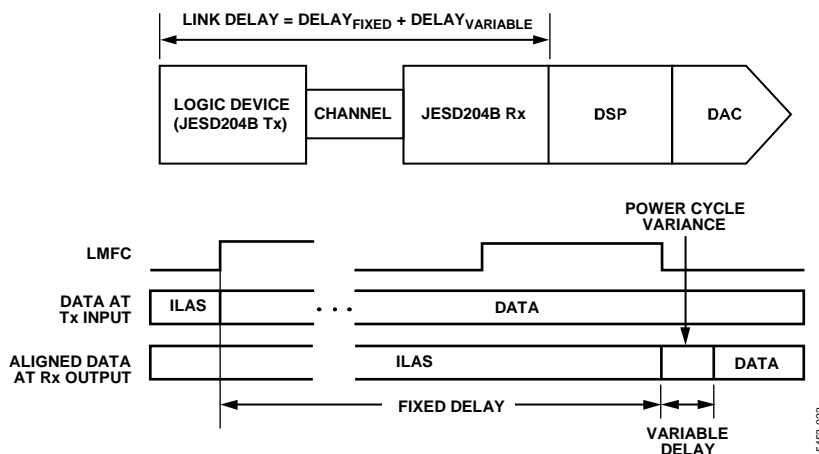 LINK DELAY = DELAYFIXED + DELAYVARIABLE
LOGIC DEVICE
(JESD204B Tx)
CHANNEL
JESD204B Rx
DSP
DAC
POWER CYCLE
VARIANCE
LMFC
DATA AT
Tx INPUT
ILAS
. . .
DATA
ALIGNED DATA
AT Rx OUTPUT
ILAS
DATA
FIXED DELAY
VARIABLE
DELAY